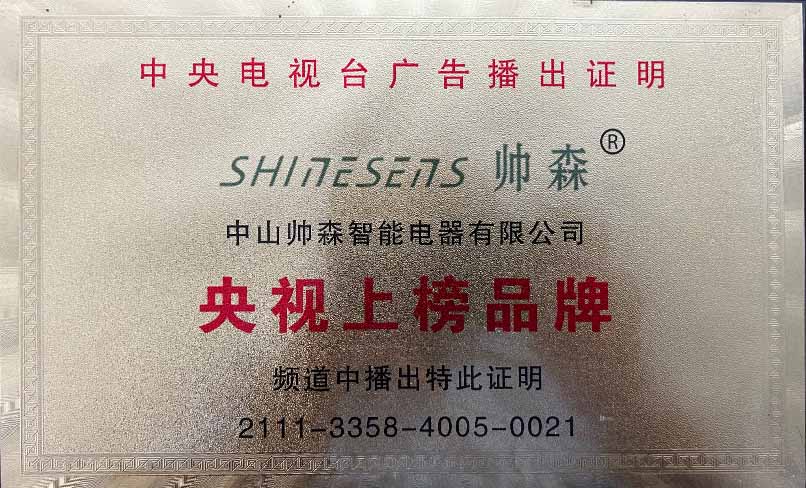 中央电视台广告播出证明
SHINESENS 帅森®
中山帅森智能电器有限公司
央视上榜品牌
频道中播出特此证明
2111-3358-4005-0021